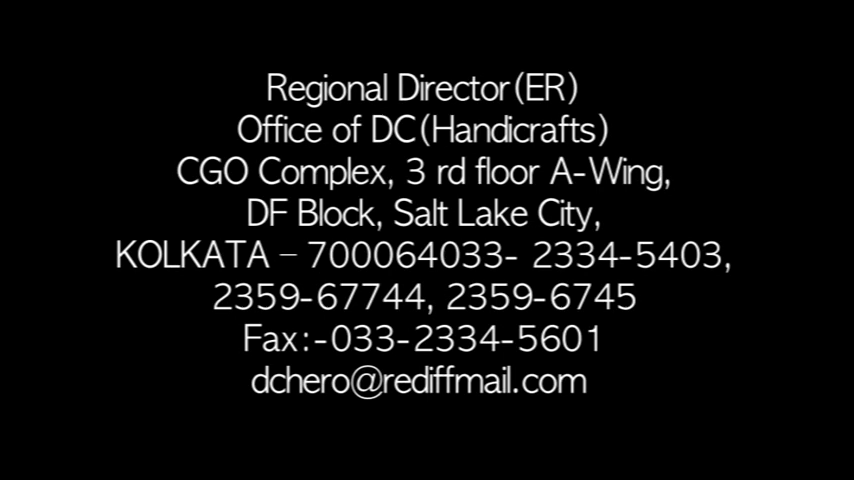 Regional Director(ER)
Office of DC(Handicrafts)
CGO Complex, 3 rd floor A-Wing,
DF Block, Salt Lake City,
KOLKATA – 700064033- 2334-5403,
2359-67744, 2359-6745
Fax:-033-2334-5601
dchero@rediffmail.com